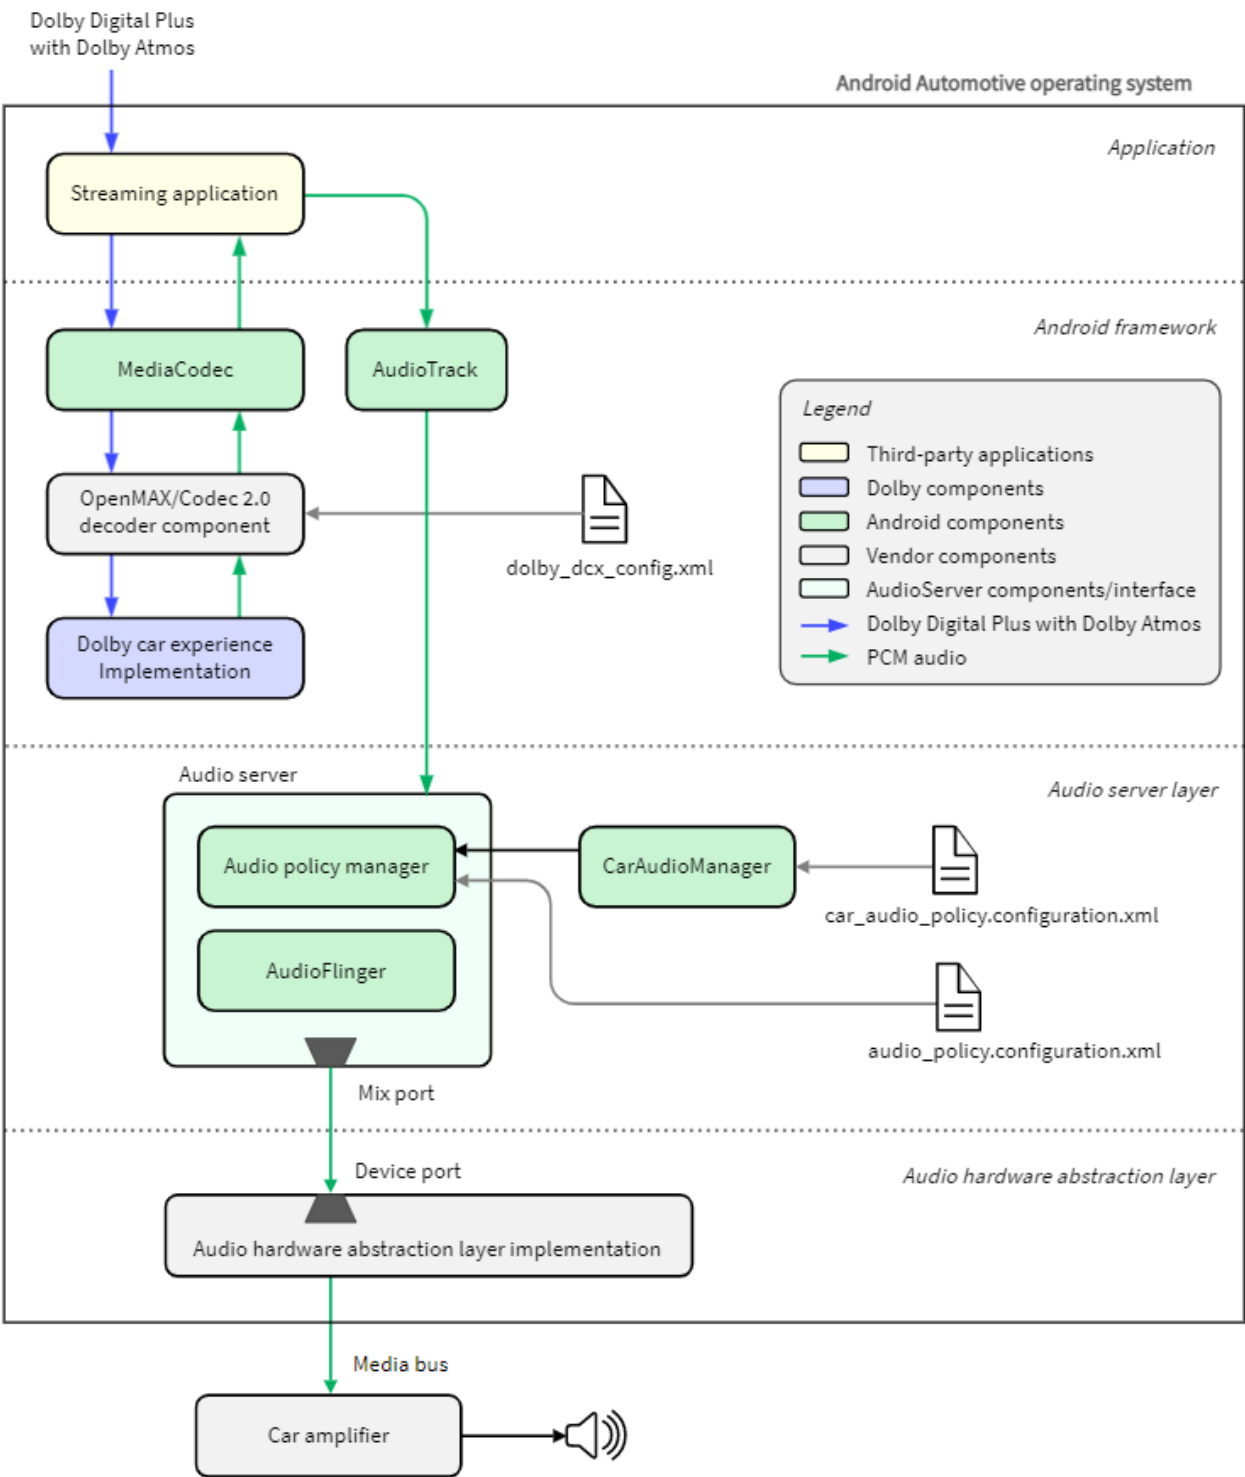 Dolby Digital Plus
with Dolby Atmos
Android Automotive operating system
Application
Streaming application
Android framework
MediaCodec
AudioTrack
Legend
Third-party applications
Dolby components
Android components
Vendor components
AudioServer components/interface
Dolby Digital Plus with Dolby Atmos
PCM audio
OpenMAX/Codec 2.0
decoder component
dolby_dcx_config.xml
Dolby car experience
Implementation
Audio server
Audio server layer
Audio policy manager
CarAudioManager
car_audio_policy.configuration.xml
AudioFlinger
audio_policy.configuration.xml
Mix port
Device port
Audio hardware abstraction layer
Audio hardware abstraction layer implementation
Media bus
Car amplifier